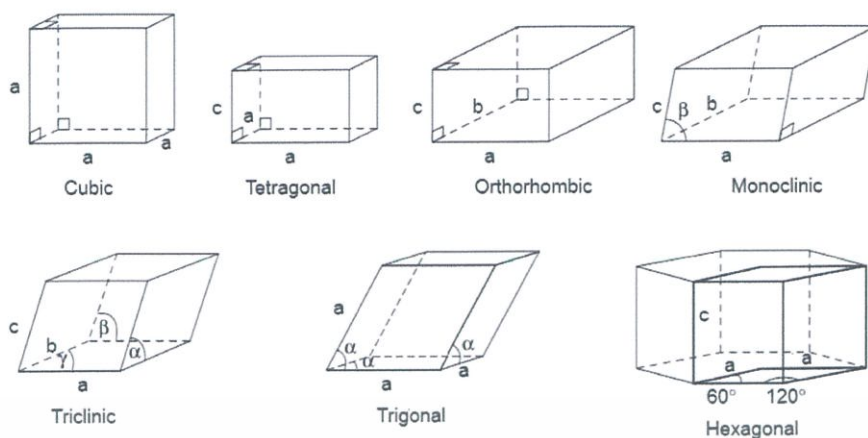 a
a
a
Cubic
c
a
a
Tetragonal
c
b
a
Orthorhombic
c
β
b
a
Monoclinic
c
b
γ
β
α
a
Triclinic
a
α
α
α
a
a
Trigonal
c
a
a
60°
120°
Hexagonal